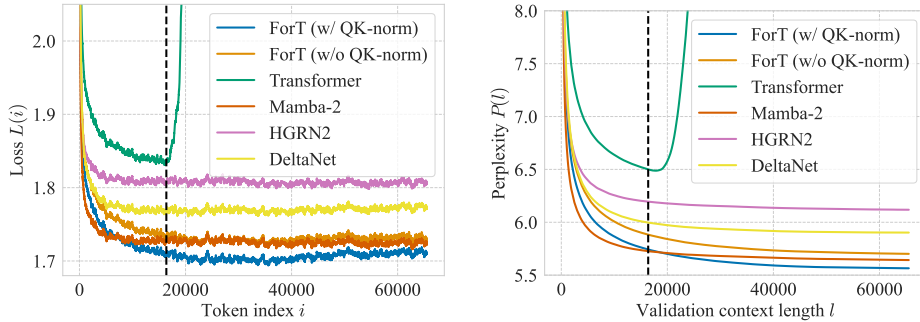 2.0
1.9
1.8
1.7
Loss L(i)
0
20000
40000
60000
Token index i
ForT (w/ QK-norm)
ForT (w/o QK-norm)
Transformer
Mamba-2
HGRN2
DeltaNet
8.0
7.5
7.0
6.5
6.0
5.5
Perplexity P(l)
0
20000
40000
60000
Validation context length l
ForT (w/ QK-norm)
ForT (w/o QK-norm)
Transformer
Mamba-2
HGRN2
DeltaNet